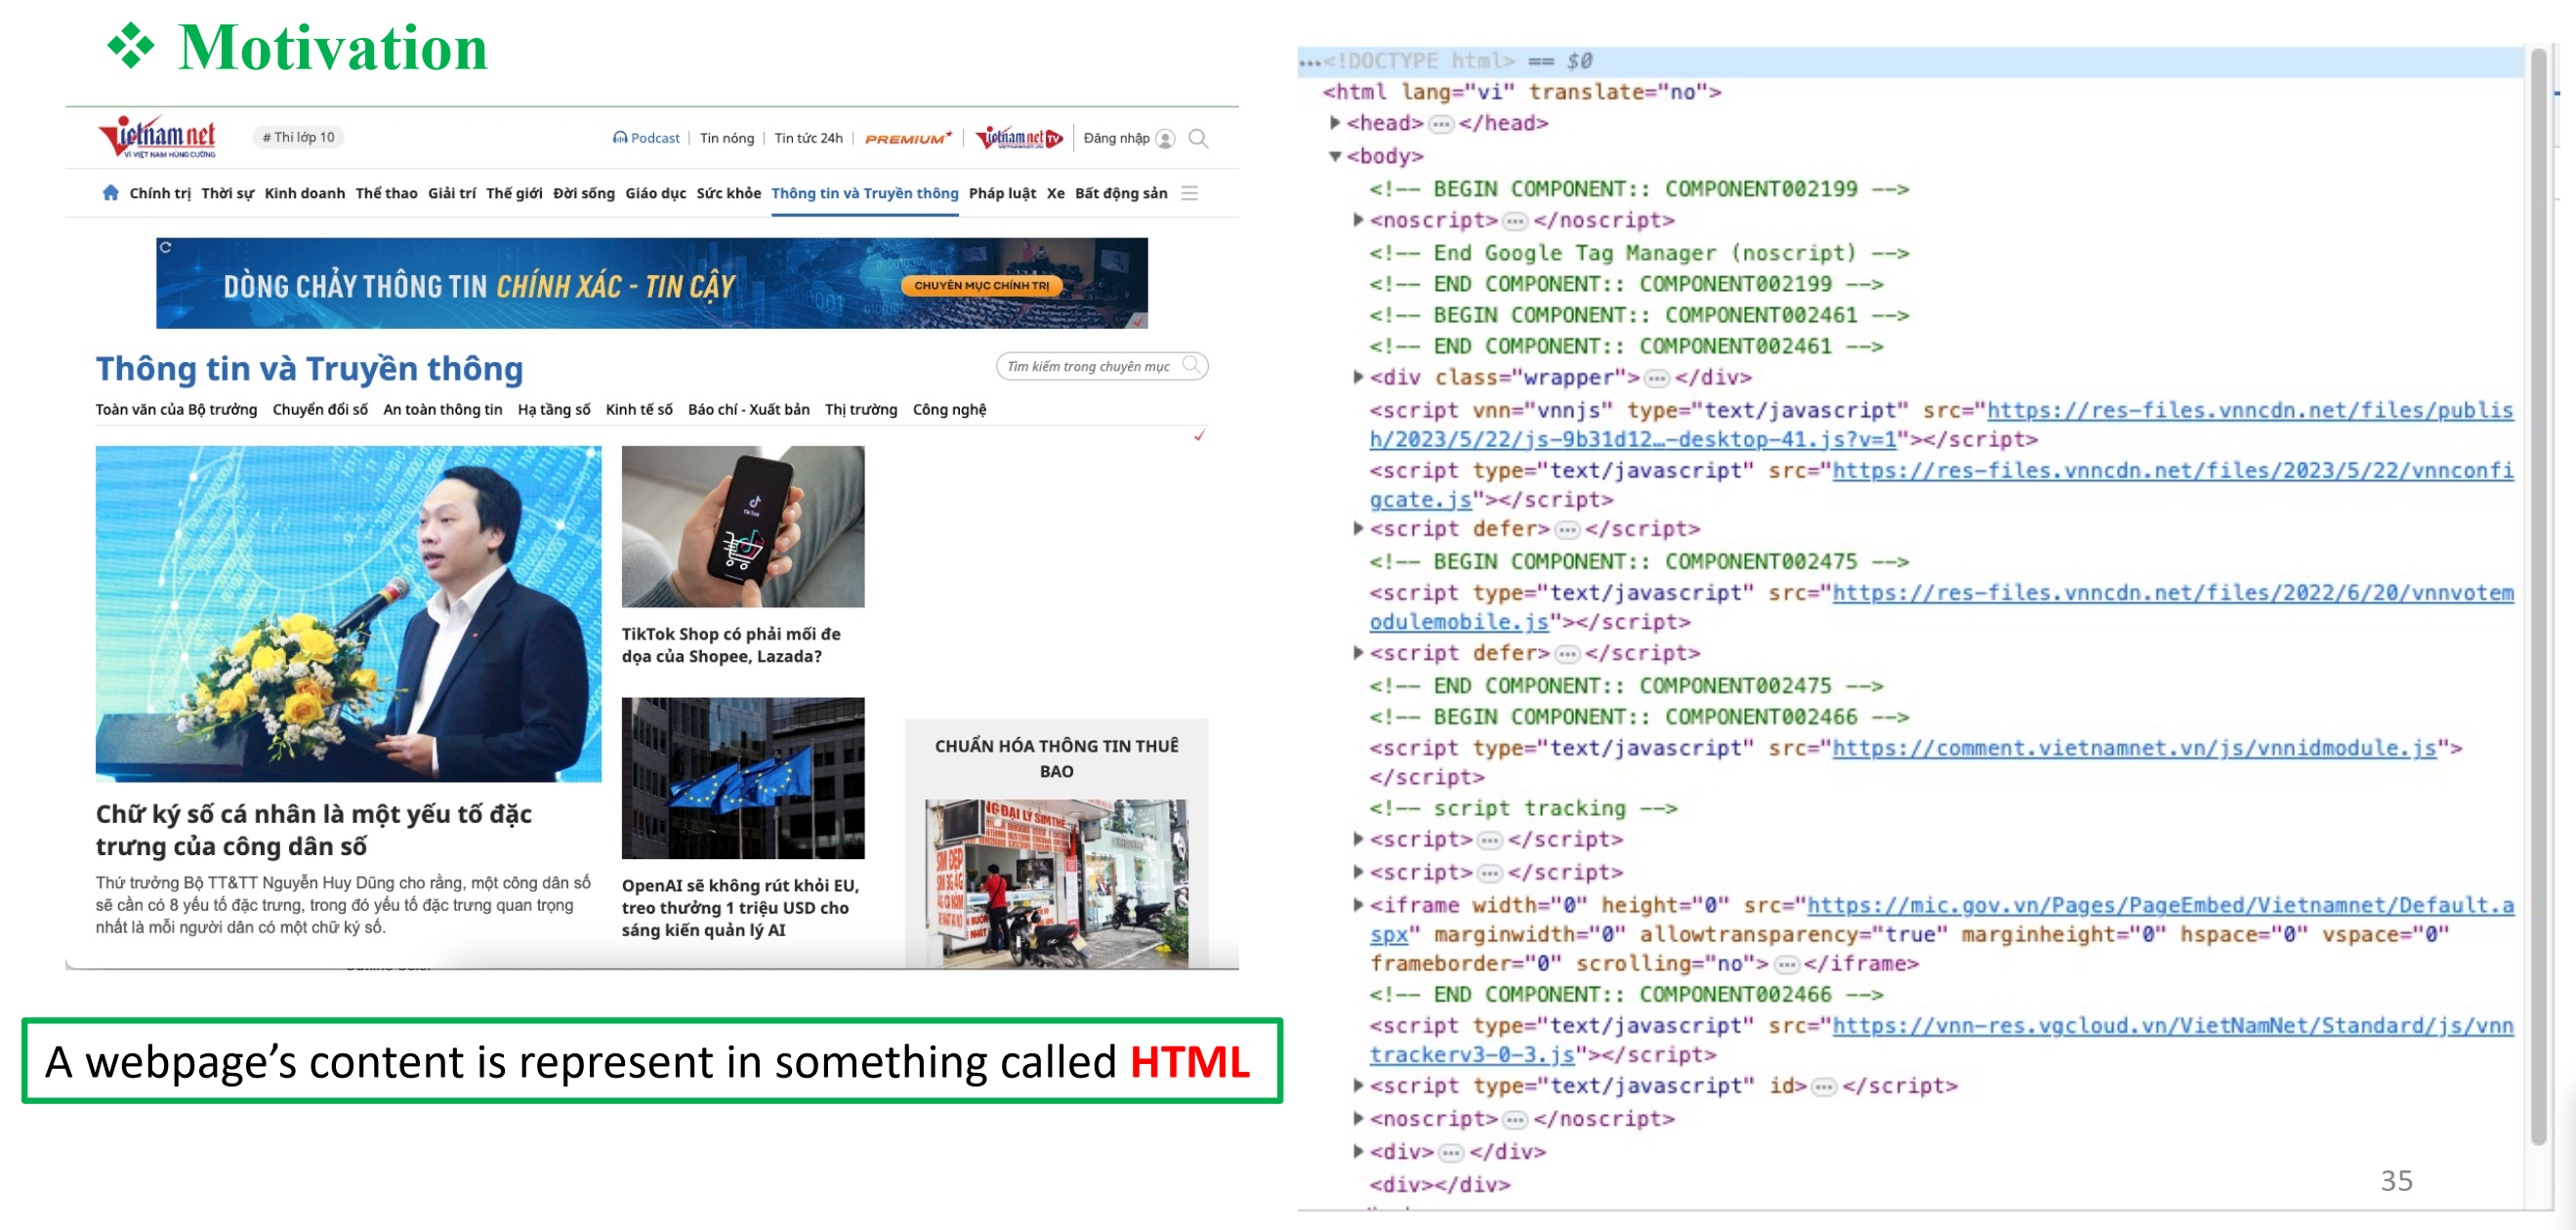 ❖ Motivation
Vietnamnet
VÌ VIỆT NAM HÙNG CƯỜNG
# Thi lớp 10
Podcast | Tin nóng | Tin tức 24h | PREMIUM | Vietnamnet TV | Đăng nhập
Chính trị Thời sự Kinh doanh Thể thao Giải trí Thế giới Đời sống Giáo dục Sức khỏe Thông tin và Truyền thông Pháp luật Xe Bất động sản
DÒNG CHẢY THÔNG TIN CHÍNH XÁC - TIN CẬY
CHUYÊN MỤC CHÍNH TRỊ
Thông tin và Truyền thông
Tìm kiếm trong chuyên mục
Toàn văn của Bộ trưởng Chuyển đổi số An toàn thông tin Hạ tầng số Kinh tế số Báo chí - Xuất bản Thị trường Công nghệ
Chữ ký số cá nhân là một yếu tố đặc
trưng của công dân số
Thứ trưởng Bộ TT&TT Nguyễn Huy Dũng cho rằng, một công dân số
sẽ cần có 8 yếu tố đặc trưng, trong đó yếu tố đặc trưng quan trọng
nhất là mỗi người dân có một chữ ký số.
TikTok
TikTok Shop có phải mối đe
dọa của Shopee, Lazada?
OpenAI sẽ không rút khỏi EU,
treo thưởng 1 triệu USD cho
sáng kiến quản lý AI
CHUẨN HÓA THÔNG TIN THUÊ
BAO
SIM ĐẸP
A webpage's content is represent in something called HTML
...<!DOCTYPE html> == $0
<html lang="vi" translate="no">
▶<head>…</head>
▼<body>
<!-- BEGIN COMPONENT:: COMPONENT002199 -->
▶<noscript>…</noscript>
<!-- End Google Tag Manager (noscript) -->
<!-- END COMPONENT:: COMPONENT002199 -->
<!-- BEGIN COMPONENT:: COMPONENT002461 -->
<!-- END COMPONENT:: COMPONENT002461 -->
▶<div class="wrapper">…</div>
<script vnn="vnnjs" type="text/javascript" src="https://res-files.vnncdn.net/files/publis
h/2023/5/22/js-9b31d12…-desktop-41.js?v=1"></script>
<script type="text/javascript" src="https://res-files.vnncdn.net/files/2023/5/22/vnnconfi
gcate.js"></script>
▶<script defer>…</script>
<!-- BEGIN COMPONENT:: COMPONENT002475 -->
<script type="text/javascript" src="https://res-files.vnncdn.net/files/2022/6/20/vnnvotem
odulemobile.js"></script>
▶<script defer>…</script>
<!-- END COMPONENT:: COMPONENT002475 -->
<!-- BEGIN COMPONENT:: COMPONENT002466 -->
<script type="text/javascript" src="https://comment.vietnamnet.vn/js/vnnidmodule.js">
</script>
<!-- script tracking -->
▶<script>…</script>
▶<script>…</script>
▶<iframe width="0" height="0" src="https://mic.gov.vn/Pages/PageEmbed/Vietnamnet/Default.a
spx" marginwidth="0" allowtransparency="true" marginheight="0" hspace="0" vspace="0"
frameborder="0" scrolling="no">…</iframe>
<!-- END COMPONENT:: COMPONENT002466 -->
<script type="text/javascript" src="https://vnn-res.vgcloud.vn/VietNamNet/Standard/js/vnn
trackerv3-0-3.js"></script>
▶<script type="text/javascript" id>…</script>
▶<noscript>…</noscript>
▶<div>…</div>
<div></div>
35